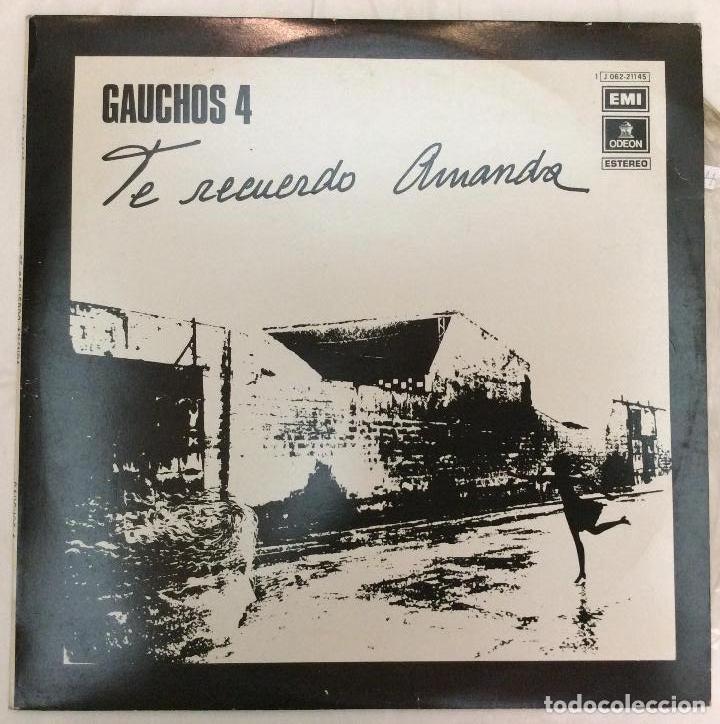 1 J 062-21145
GAUCHOS 4
EMI
ODEON
ESTEREO
Te recuerdo Amanda
todocoleccion